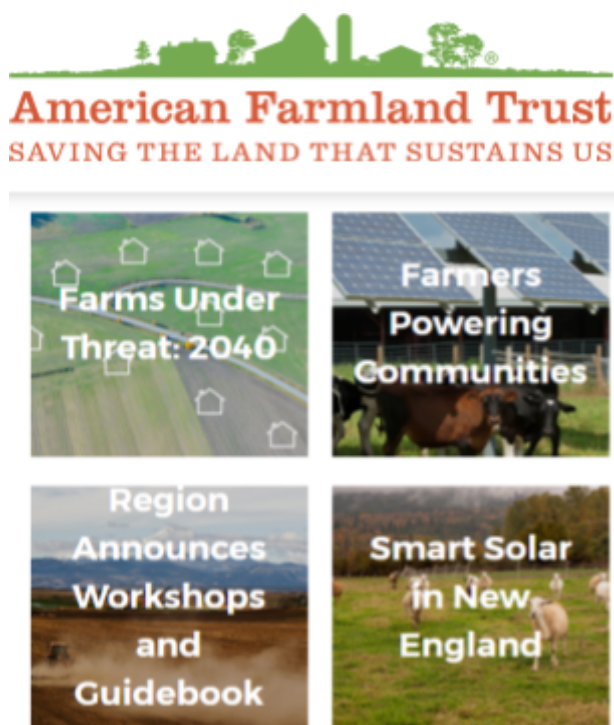 American Farmland Trust
SAVING THE LAND THAT SUSTAINS US
Farms Under
Threat: 2040
Farmers
Powering
Communities
Region
Announces
Workshops
and
Guidebook
Smart Solar
in New
England